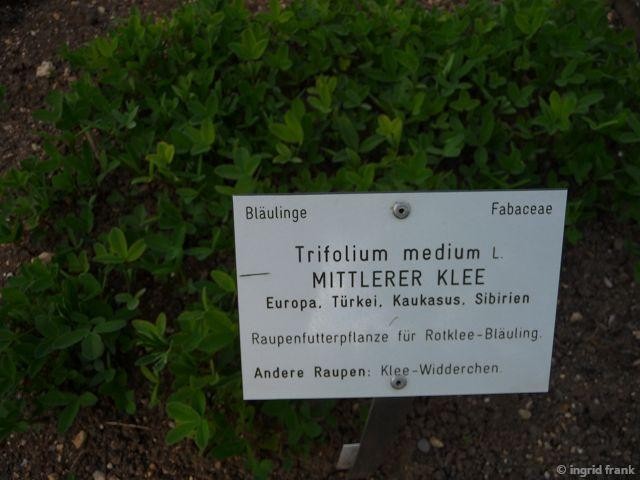 Bläulinge Fabaceae
Trifolium medium L.
MITTLERER KLEE
Europa, Türkei, Kaukasus, Sibirien
Raupenfutterpflanze für Rotklee-Bläuling.
Andere Raupen: Klee-Widderchen.
© ingrid frank